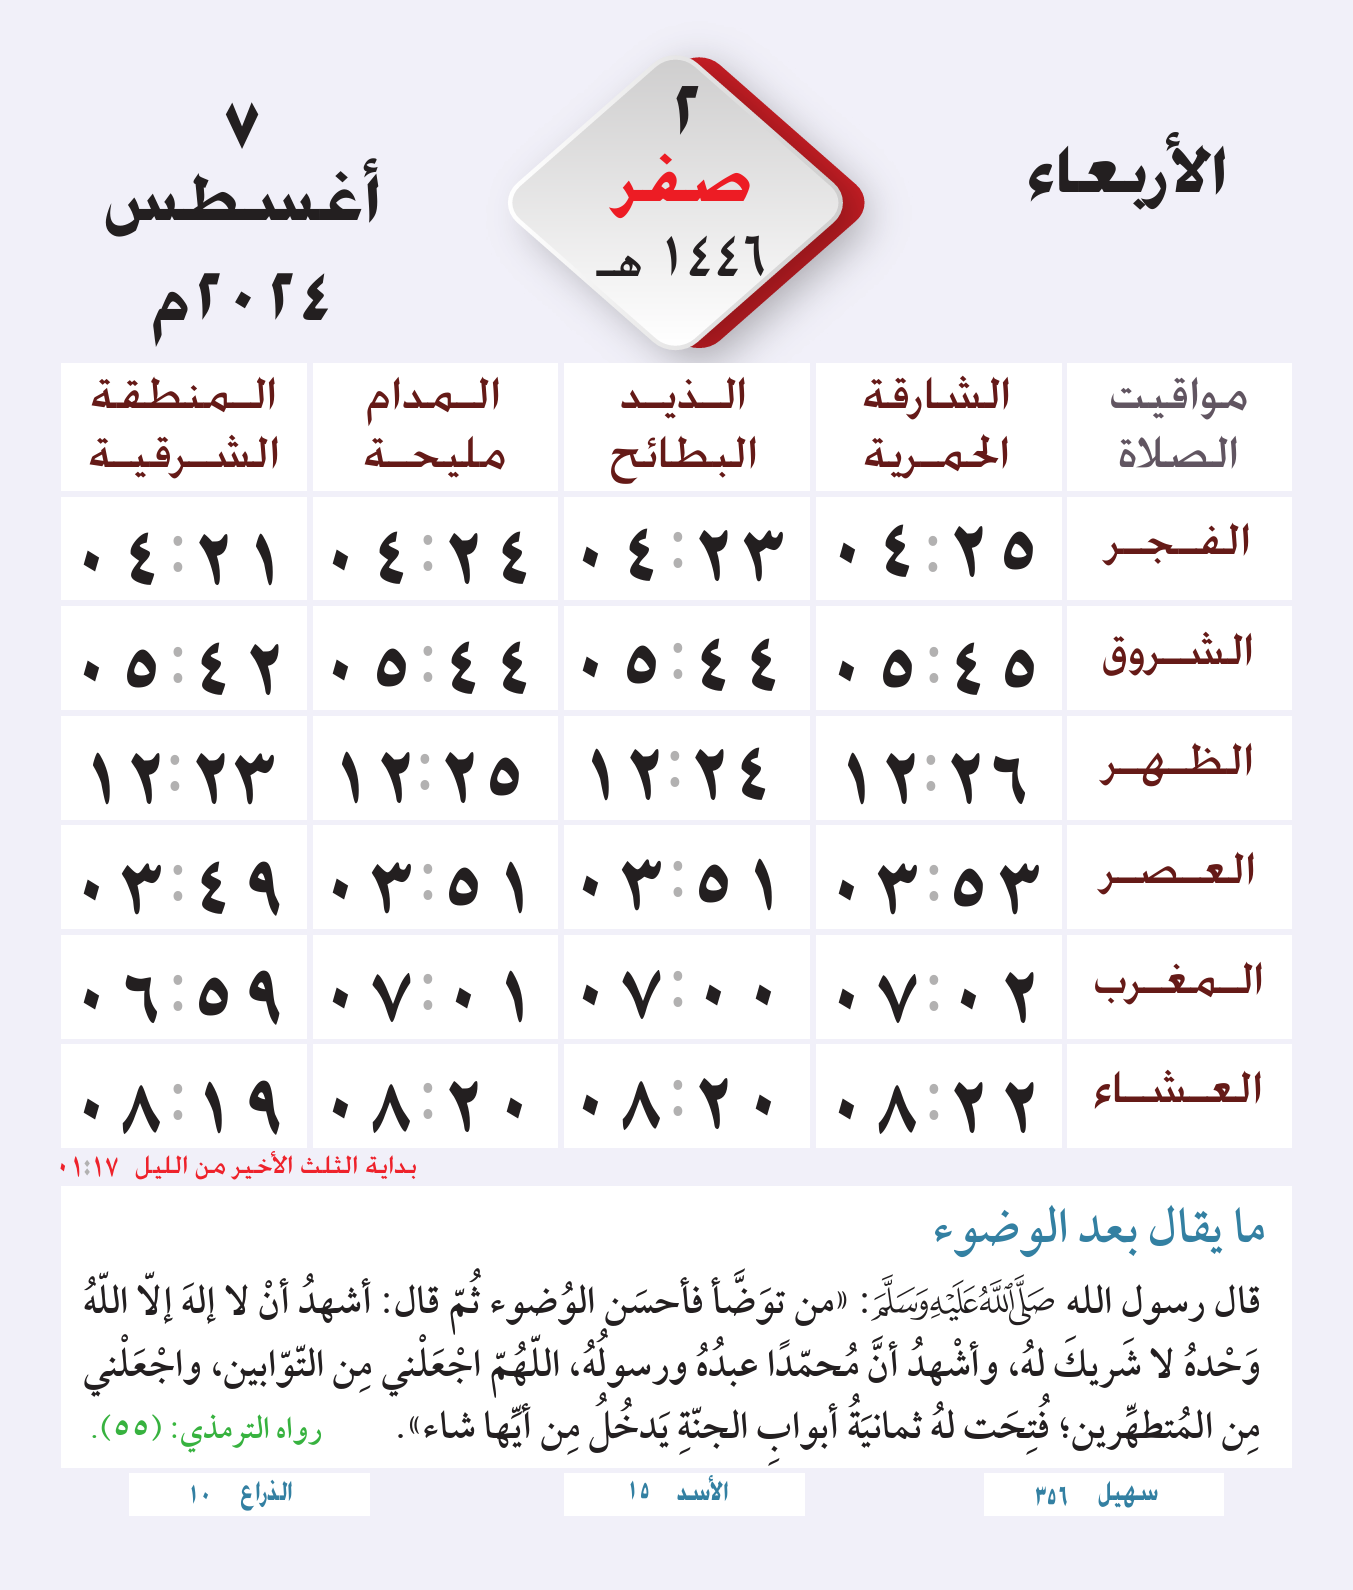 الأربعاء
٢
صفر
١٤٤٦ هـ
٧
أغسطس
٢٠٢٤م
مواقيت الصلاة
الشارقة الحمرية
الذيد البطائح
المدام مليحة
المنطقة الشرقية
الفجر ٠٤:٢٥ ٠٤:٢٣ ٠٤:٢٤ ٠٤:٢١
الشروق ٠٥:٤٥ ٠٥:٤٤ ٠٥:٤٤ ٠٥:٤٢
الظهر ١٢:٢٦ ١٢:٢٤ ١٢:٢٥ ١٢:٢٣
العصر ٠٣:٥٣ ٠٣:٥١ ٠٣:٥١ ٠٣:٤٩
المغرب ٠٧:٠٢ ٠٧:٠٠ ٠٧:٠١ ٠٦:٥٩
العشاء ٠٨:٢٢ ٠٨:٢٠ ٠٨:٢٠ ٠٨:١٩
بداية الثلث الأخير من الليل ٠١:١٧
ما يقال بعد الوضوء
قال رسول الله صَلَّى ٱللَّهُ عَلَيْهِ وَسَلَّمَ: «من توَضَّأ فأحسَن الوُضوء ثُمّ قال: أشهدُ أنْ لا إلهَ إلاّ اللّهُ
وَحْدهُ لا شَريكَ لهُ، وأشْهدُ أنَّ مُحمّدًا عبدُهُ ورسولُهُ، اللّهُمّ اجْعَلْني مِن التّوّابين، واجْعَلْني
مِن المُتطهِّرين؛ فُتِحَت لهُ ثمانيَةُ أبوابِ الجنّةِ يَدخُلُ مِن أيِّها شاء». رواه الترمذي: (٥٥).
سهيل ٣٥٦
الأسد ١٥
الذراع ١٠